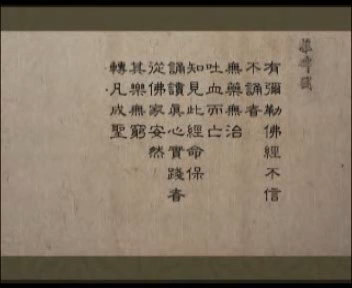 有彌勒佛經不信
不誦者
無藥無治
吐血而亡
知見此經命保
誦讀眞心實踐者
從佛家安然
其樂無窮
轉凡成聖